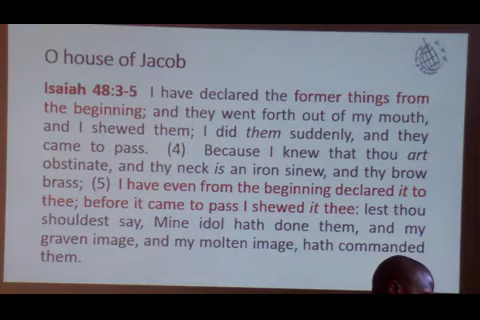 O house of Jacob
Isaiah 48:3-5 I have declared the former things from
the beginning; and they went forth out of my mouth,
and I shewed them; I did them suddenly, and they
came to pass. (4) Because I knew that thou art
obstinate, and thy neck is an iron sinew, and thy brow
brass; (5) I have even from the beginning declared it to
thee; before it came to pass I shewed it thee: lest thou
shouldest say, Mine idol hath done them, and my
graven image, and my molten image, hath commanded
them.